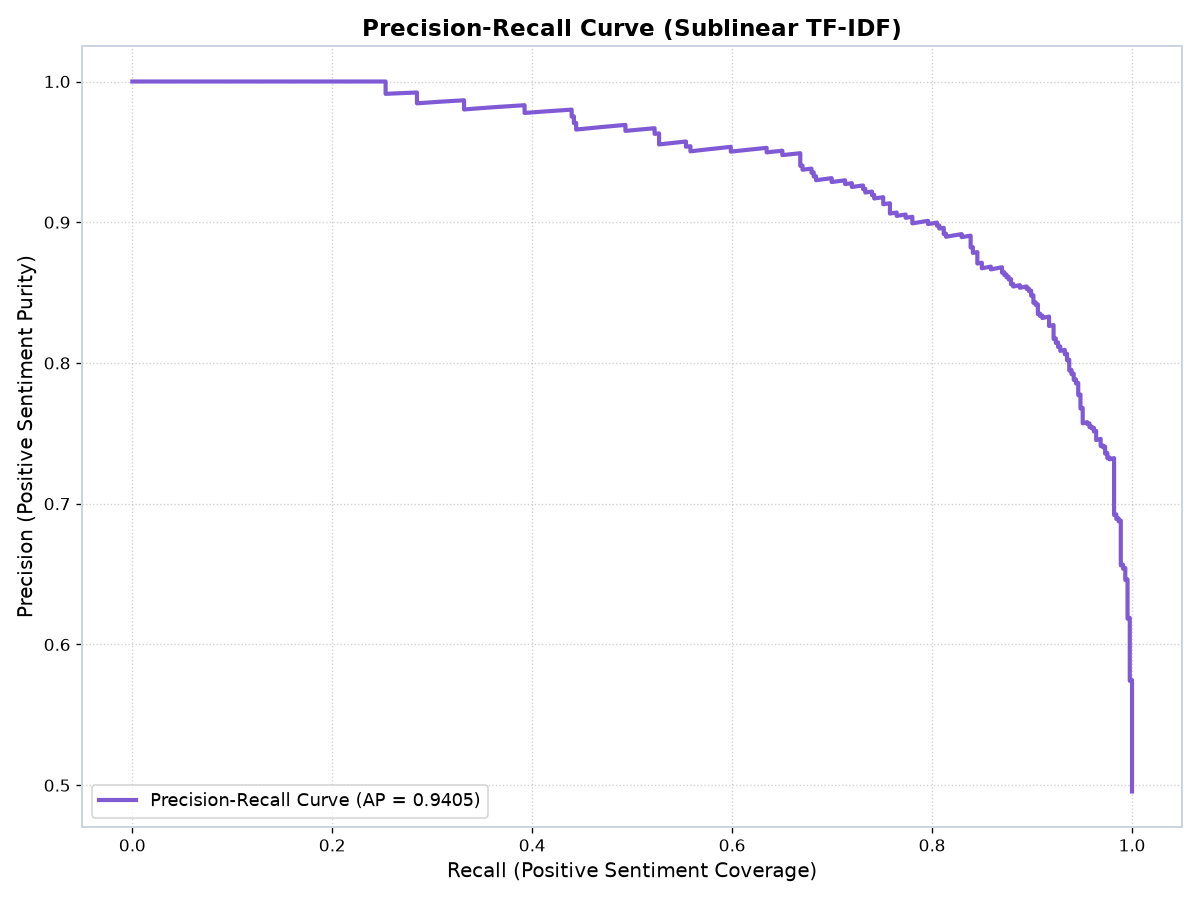 Precision-Recall Curve (Sublinear TF-IDF)
Precision (Positive Sentiment Purity)
1.0
0.9
0.8
0.7
0.6
0.5
Precision-Recall Curve (AP = 0.9405)
0.0 0.2 0.4 0.6 0.8 1.0
Recall (Positive Sentiment Coverage)